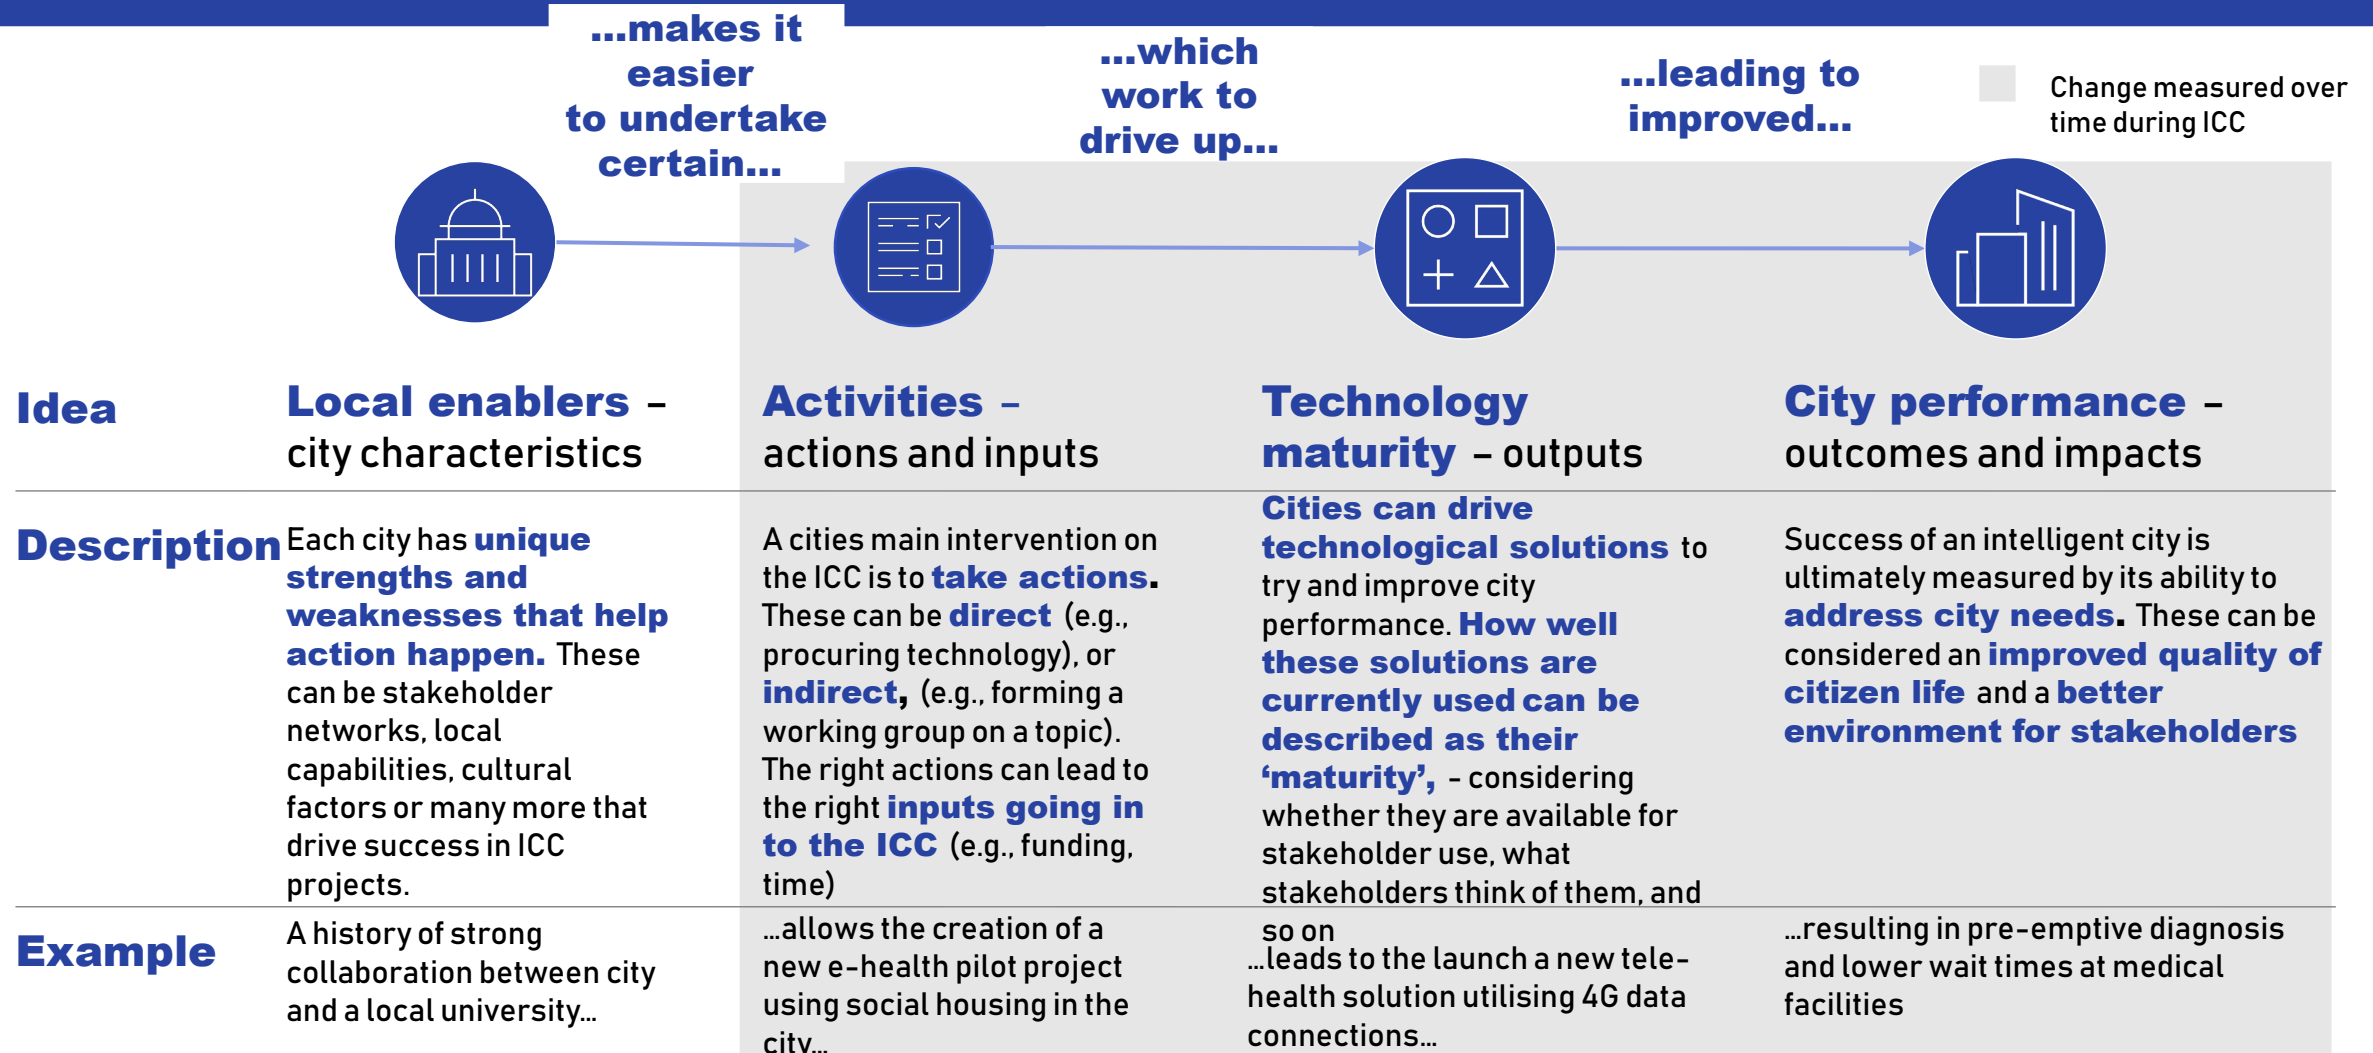 ...makes it
easier
to undertake
certain...
...which
work to
drive up...
...leading to
improved...
Change measured over
time during ICC
Idea
Local enablers –
city characteristics
Activities –
actions and inputs
Technology
maturity – outputs
City performance –
outcomes and impacts
Description
Each city has unique
strengths and
weaknesses that help
action happen. These
can be stakeholder
networks, local
capabilities, cultural
factors or many more that
drive success in ICC
projects.
A cities main intervention on
the ICC is to take actions.
These can be direct (e.g.,
procuring technology), or
indirect, (e.g., forming a
working group on a topic).
The right actions can lead to
the right inputs going in
to the ICC (e.g., funding,
time)
Cities can drive
technological solutions to
try and improve city
performance. How well
these solutions are
currently used can be
described as their
‘maturity’, - considering
whether they are available for
stakeholder use, what
stakeholders think of them, and
so on
Success of an intelligent city is
ultimately measured by its ability to
address city needs. These can be
considered an improved quality of
citizen life and a better
environment for stakeholders
Example
A history of strong
collaboration between city
and a local university...
...allows the creation of a
new e-health pilot project
using social housing in the
city...
...leads to the launch a new tele-
health solution utilising 4G data
connections...
...resulting in pre-emptive diagnosis
and lower wait times at medical
facilities